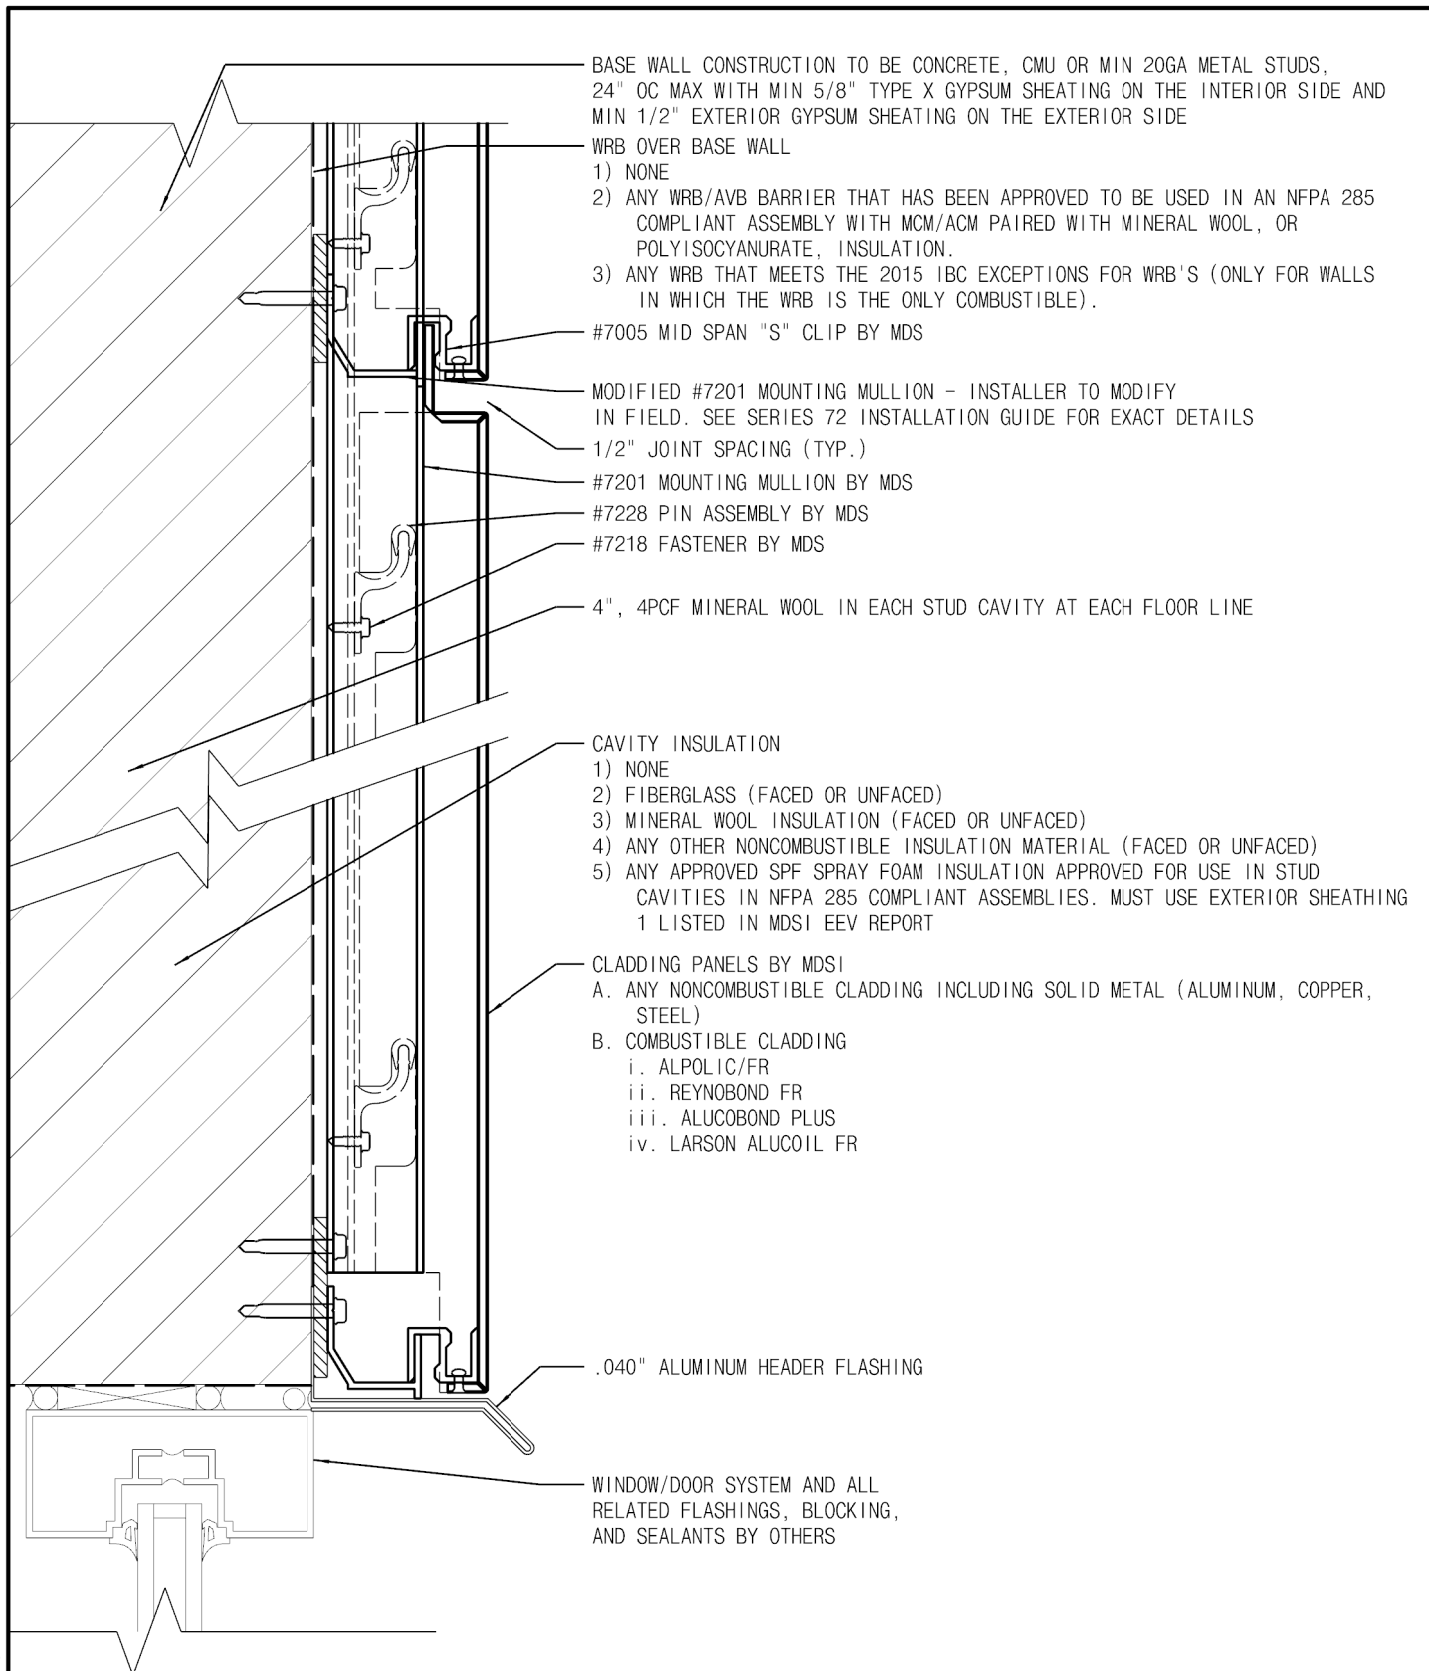 BASE WALL CONSTRUCTION TO BE CONCRETE, CMU OR MIN 20GA METAL STUDS,
24" OC MAX WITH MIN 5/8" TYPE X GYPSUM SHEATING ON THE INTERIOR SIDE AND
MIN 1/2" EXTERIOR GYPSUM SHEATING ON THE EXTERIOR SIDE
WRB OVER BASE WALL
1) NONE
2) ANY WRB/AVB BARRIER THAT HAS BEEN APPROVED TO BE USED IN AN NFPA 285
COMPLIANT ASSEMBLY WITH MCM/ACM PAIRED WITH MINERAL WOOL, OR
POLYISOCYANURATE, INSULATION.
3) ANY WRB THAT MEETS THE 2015 IBC EXCEPTIONS FOR WRB'S (ONLY FOR WALLS
IN WHICH THE WRB IS THE ONLY COMBUSTIBLE).
#7005 MID SPAN "S" CLIP BY MDS
MODIFIED #7201 MOUNTING MULLION - INSTALLER TO MODIFY
IN FIELD. SEE SERIES 72 INSTALLATION GUIDE FOR EXACT DETAILS
1/2" JOINT SPACING (TYP.)
#7201 MOUNTING MULLION BY MDS
#7228 PIN ASSEMBLY BY MDS
#7218 FASTENER BY MDS
4", 4PCF MINERAL WOOL IN EACH STUD CAVITY AT EACH FLOOR LINE
CAVITY INSULATION
1) NONE
2) FIBERGLASS (FACED OR UNFACED)
3) MINERAL WOOL INSULATION (FACED OR UNFACED)
4) ANY OTHER NONCOMBUSTIBLE INSULATION MATERIAL (FACED OR UNFACED)
5) ANY APPROVED SPF SPRAY FOAM INSULATION APPROVED FOR USE IN STUD
CAVITIES IN NFPA 285 COMPLIANT ASSEMBLIES. MUST USE EXTERIOR SHEATHING
1 LISTED IN MDSI EEV REPORT
CLADDING PANELS BY MDSI
A. ANY NONCOMBUSTIBLE CLADDING INCLUDING SOLID METAL (ALUMINUM, COPPER,
STEEL)
B. COMBUSTIBLE CLADDING
i. ALPOLIC/FR
ii. REYNOBOND FR
iii. ALUCOBOND PLUS
iv. LARSON ALUCOIL FR
.040" ALUMINUM HEADER FLASHING
WINDOW/DOOR SYSTEM AND ALL
RELATED FLASHINGS, BLOCKING,
AND SEALANTS BY OTHERS